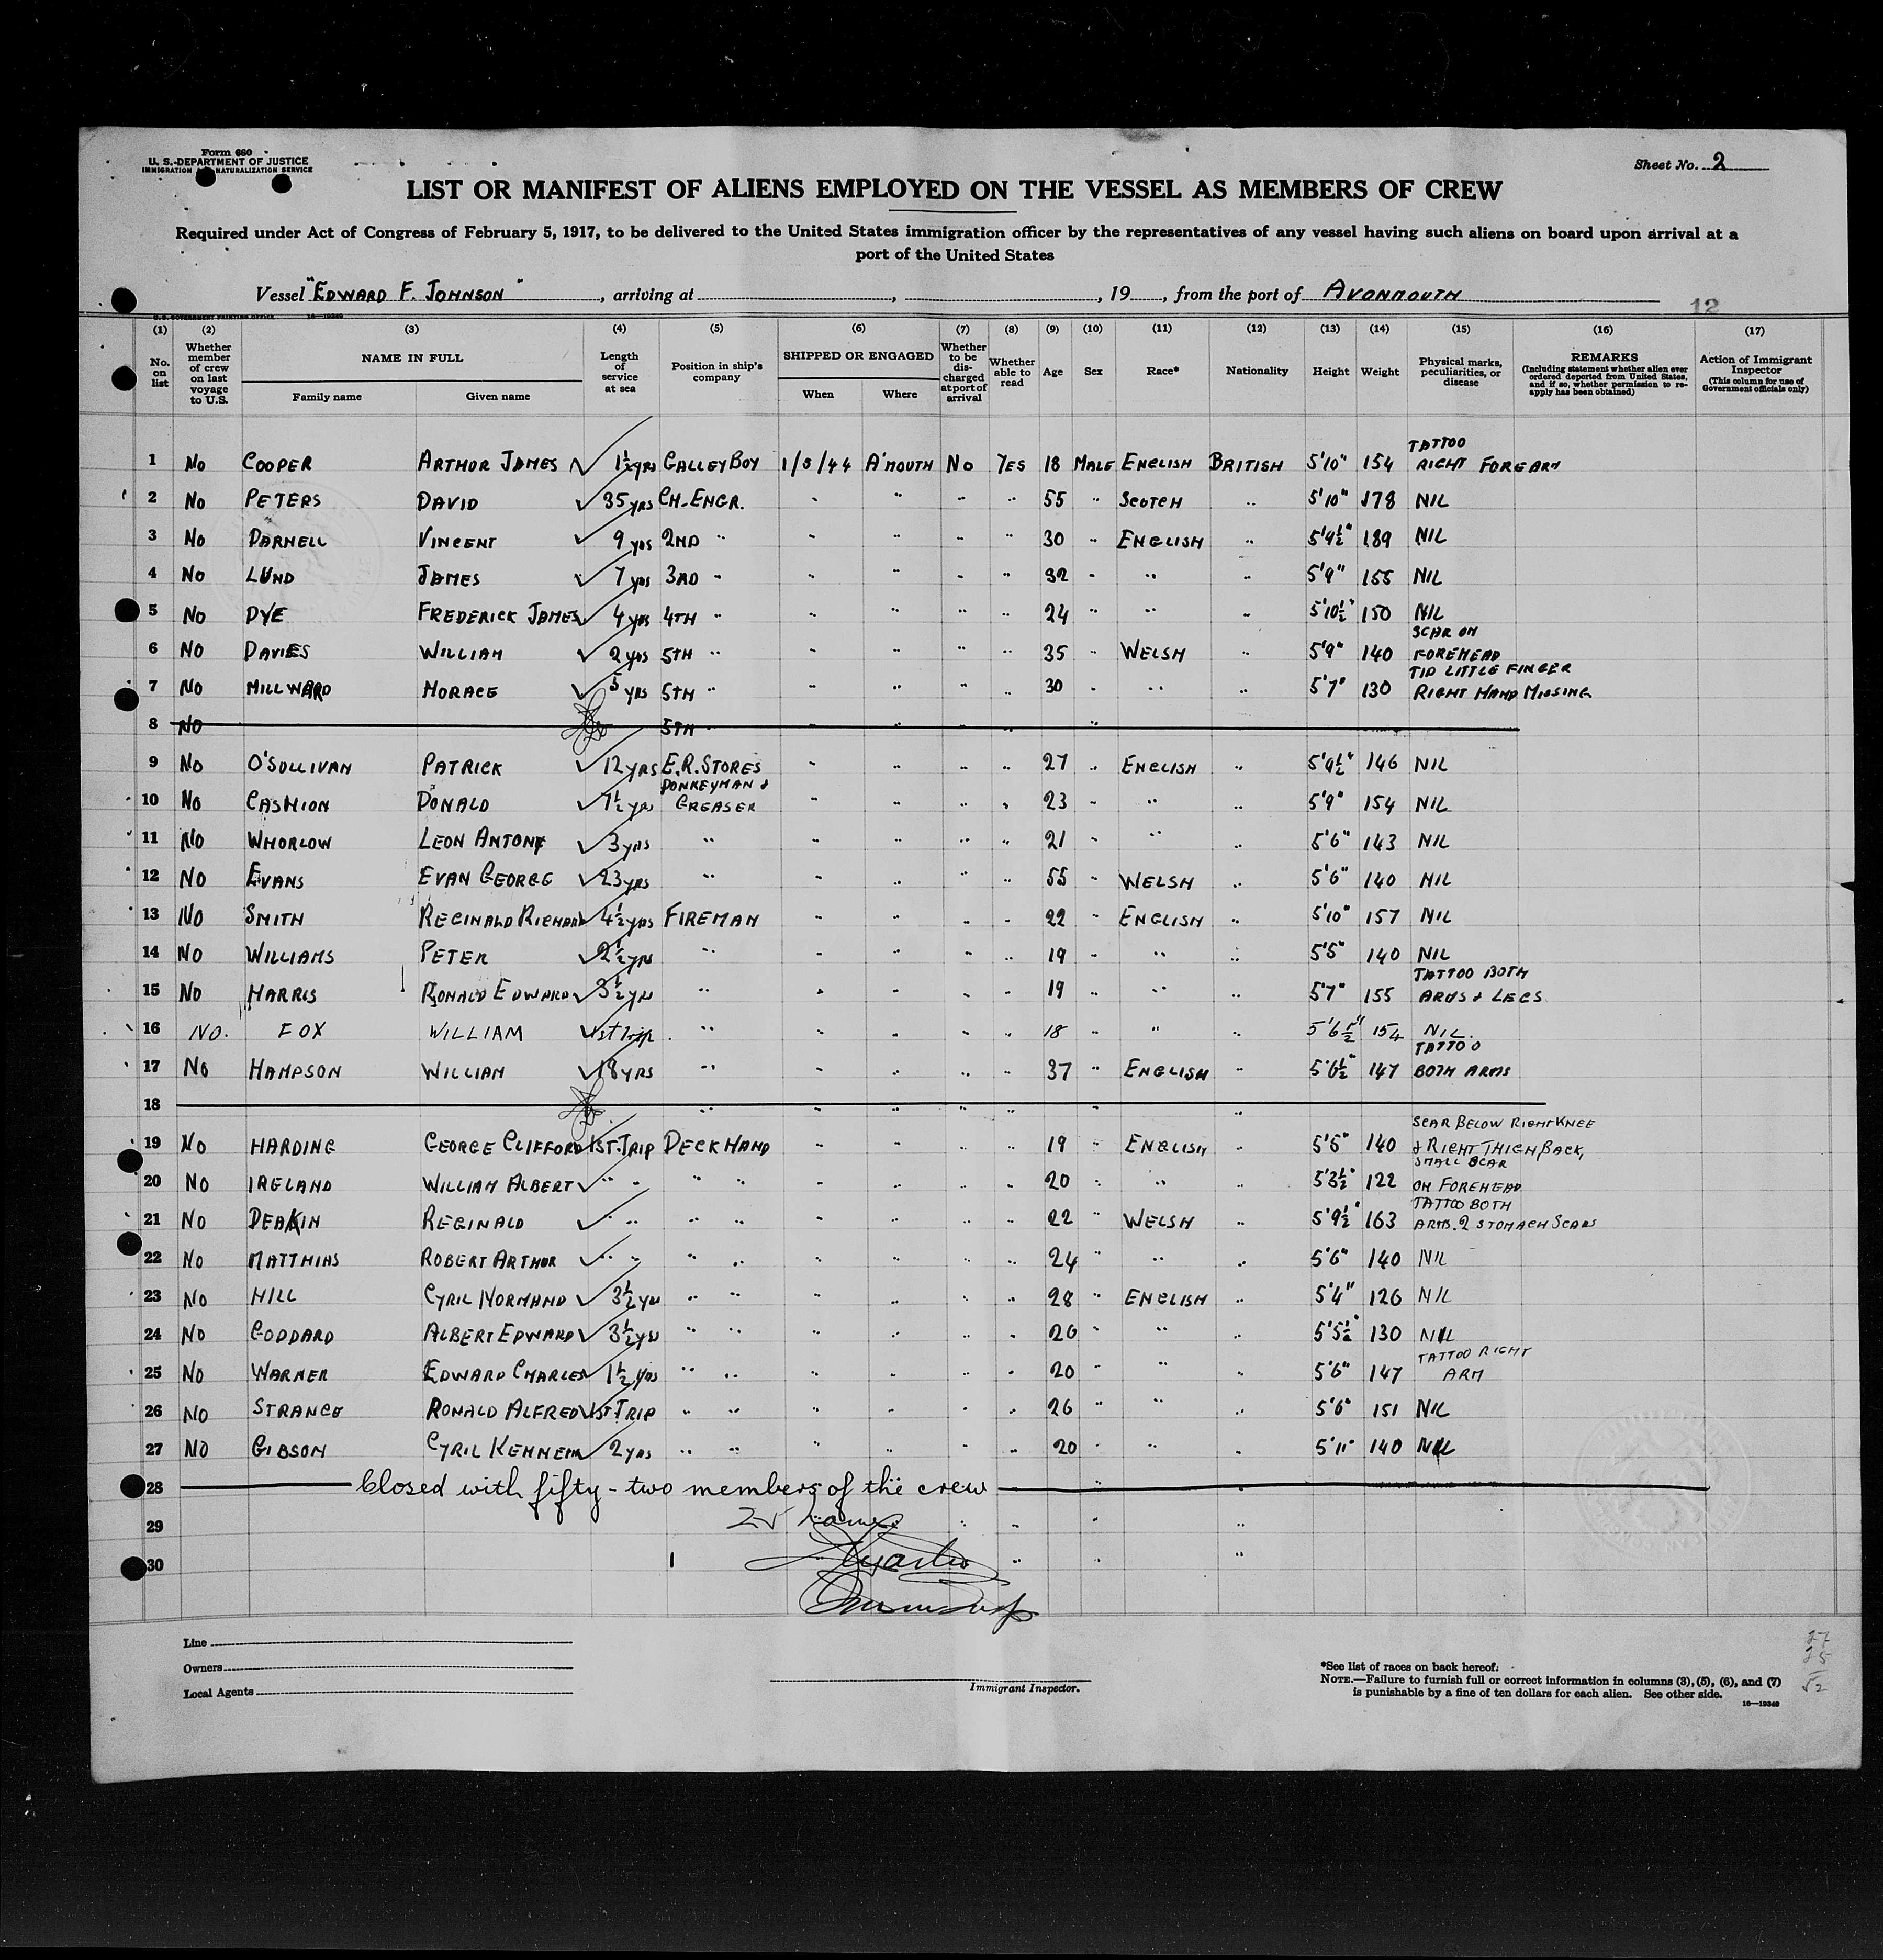 Form 680
U. S. DEPARTMENT OF JUSTICE
IMMIGRATION NATURALIZATION SERVICE
Sheet No. 2
LIST OR MANIFEST OF ALIENS EMPLOYED ON THE VESSEL AS MEMBERS OF CREW
Required under Act of Congress of February 5, 1917, to be delivered to the United States immigration officer by the representatives of any vessel having such aliens on board upon arrival at a
port of the United States
Vessel "EDWARD F. JOHNSON", arriving at , , 19 , from the port of AVONMOUTH
12
U.S. GOVERNMENT PRINTING OFFICE 16—19349
(1) (2) (3) (4) (5) (6) (7) (8) (9) (10) (11) (12) (13) (14) (15) (16) (17)
No. on list
Whether member of crew on last voyage to U.S.
NAME IN FULL
Family name Given name
Length of service at sea
Position in ship's company
SHIPPED OR ENGAGED
When Where
Whether to be discharged at port of arrival
Whether able to read
Age
Sex
Race*
Nationality
Height
Weight
Physical marks, peculiarities, or disease
REMARKS
(Including statement whether alien ever ordered deported from United States, and if so, whether permission to re-apply has been obtained)
Action of Immigrant Inspector
(This column for use of Government officials only)
1 NO COOPER ARTHUR JAMES 1½ yrs GALLEY BOY 1/5/44 A'MOUTH NO YES 18 MALE ENGLISH BRITISH 5'10" 154 TATTOO RIGHT FOREARM
2 NO PETERS DAVID 35 yrs CH. ENGR. " " " " 55 " SCOTCH " 5'10" 178 NIL
3 NO DARNELL VINCENT 9 yrs 2ND " " " " " 30 " ENGLISH " 5'9½" 189 NIL
4 NO LUND JAMES 7 yrs 3RD " " " " " 32 " " " 5'9" 155 NIL
5 NO DYE FREDERICK JAMES 4 yrs 4TH " " " " " 24 " " " 5'10½" 150 NIL
6 NO DAVIES WILLIAM 2 yrs 5TH " " " " " 35 " WELSH " 5'9" 140 SCAR ON FOREHEAD
7 NO MILLWARD HORACE 5 yrs 5TH " " " " " 30 " " " 5'7" 130 TIP LITTLE FINGER RIGHT HAND MISSING
8 NO 5TH " " " "
9 NO O'SULLIVAN PATRICK 12 YRS E.R. STORES " " " " 27 " ENGLISH " 5'9½" 146 NIL
10 NO CASHION DONALD 1½ yrs DONKEYMAN & GREASER " " " " 23 " " " 5'9" 154 NIL
11 NO WHORLOW LEON ANTONY 3 yrs " " " " " 21 " " " 5'6" 143 NIL
12 NO EVANS EVAN GEORGE 23 yrs " " " " " 55 " WELSH " 5'6" 140 NIL
13 NO SMITH REGINALD RICHARD 4½ yrs FIREMAN " " " " 22 " ENGLISH " 5'10" 157 NIL
14 NO WILLIAMS PETER 2½ yrs " " " " " 19 " " " 5'5" 140 NIL
15 NO HARRIS RONALD EDWARD 3½ yrs " " " " " 19 " " " 5'7" 155 TATTOO BOTH ARMS & LEGS
16 NO. FOX WILLIAM 1st trip " " " " " 18 " " " 5'6½" 154 NIL.
17 NO HAMPSON WILLIAM 18 YRS " " " " " 37 " ENGLISH " 5'6½" 147 TATTOO BOTH ARMS
18 " " " " " " "
19 NO HARDING GEORGE CLIFFORD 1ST. TRIP DECK HAND " " " " 19 " ENGLISH " 5'5" 140 SCAR BELOW RIGHT KNEE & RIGHT THIGH BACK,
20 NO IRELAND WILLIAM ALBERT " " " " " " " " 20 " " " 5'3½" 122 SMALL SCAR ON FOREHEAD
21 NO DEAKIN REGINALD " " " " " " " " 22 " WELSH " 5'9½" 163 TATTOO BOTH ARMS. 2 STOMACH SCARS
22 NO MATTHIAS ROBERT ARTHUR " " " " " " " " 24 " " " 5'6" 140 NIL
23 NO HILL CYRIL NORMAND 3½ yrs " " " " " " 28 " ENGLISH " 5'4" 126 NIL
24 NO GODDARD ALBERT EDWARD 3½ yrs " " " " " " 26 " " " 5'5½" 130 NIL
25 NO WARNER EDWARD CHARLES 1½ yrs " " " " " " 20 " " " 5'6" 147 TATTOO RIGHT ARM
26 NO STRANGE RONALD ALFRED 1ST. TRIP " " " " " " 26 " " " 5'6" 151 NIL
27 NO GIBSON CYRIL KENNETH 2 yrs " " " " " " 20 " " " 5'11" 140 NIL
28 Closed with fifty-two members of the crew
29
30
Line
Owners
Local Agents
Immigrant Inspector.
*See list of races on back hereof.
NOTE.—Failure to furnish full or correct information in columns (3), (5), (6), and (7)
is punishable by a fine of ten dollars for each alien. See other side.
16—19349
27
25
52